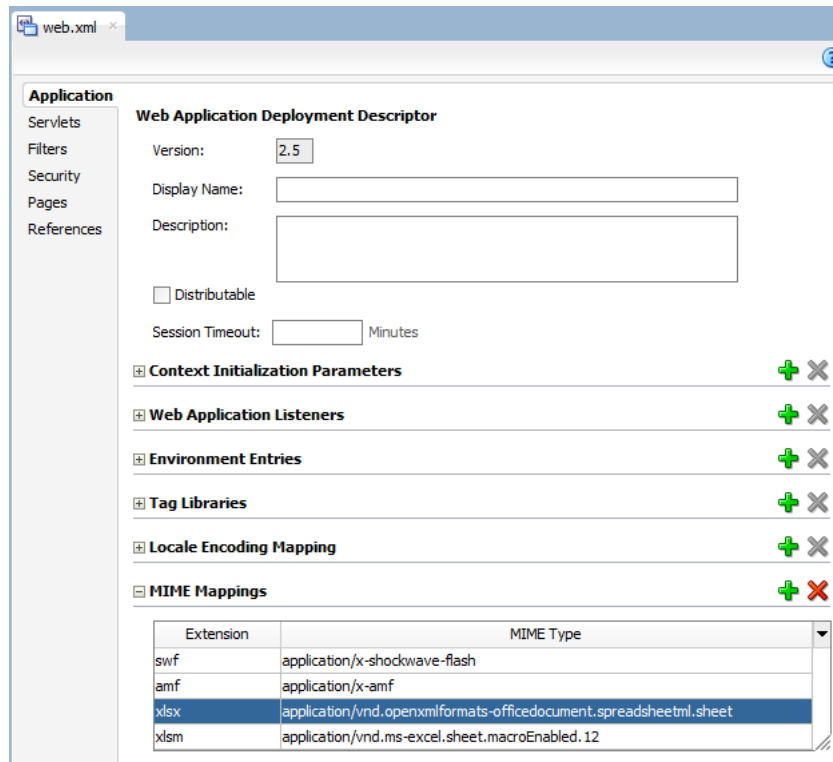 web.xml
Application
Servlets
Filters
Security
Pages
References
Web Application Deployment Descriptor
Version: 2.5
Display Name:
Description:
Distributable
Session Timeout: Minutes
Context Initialization Parameters
Web Application Listeners
Environment Entries
Tag Libraries
Locale Encoding Mapping
MIME Mappings
Extension MIME Type
swf application/x-shockwave-flash
amf application/x-amf
xlsx application/vnd.openxmlformats-officedocument.spreadsheetml.sheet
xlsm application/vnd.ms-excel.sheet.macroEnabled.12